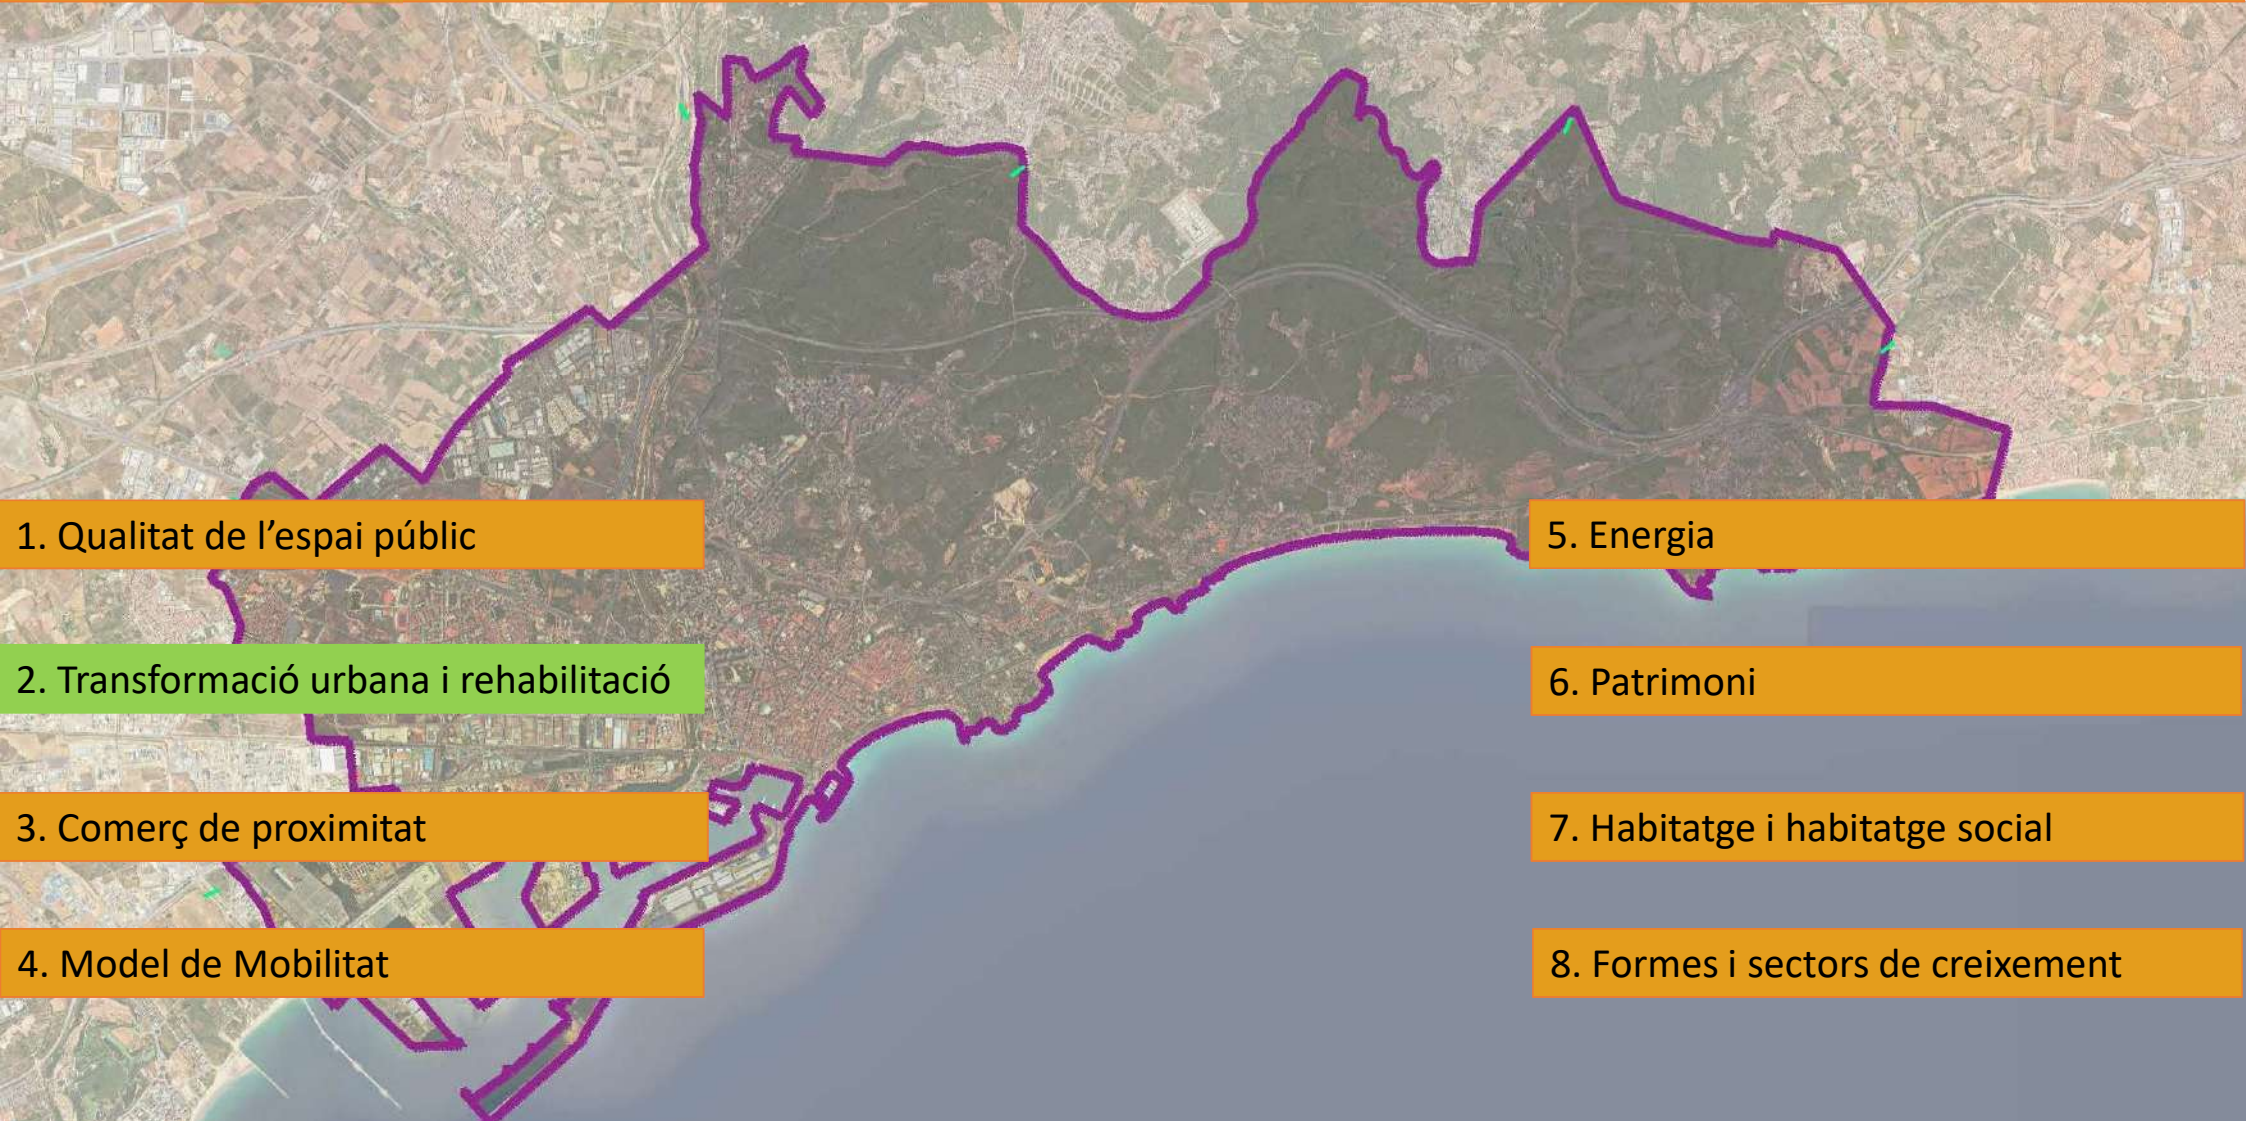 1. Qualitat de l’espai públic
2. Transformació urbana i rehabilitació
3. Comerç de proximitat
4. Model de Mobilitat
5. Energia
6. Patrimoni
7. Habitatge i habitatge social
8. Formes i sectors de creixement